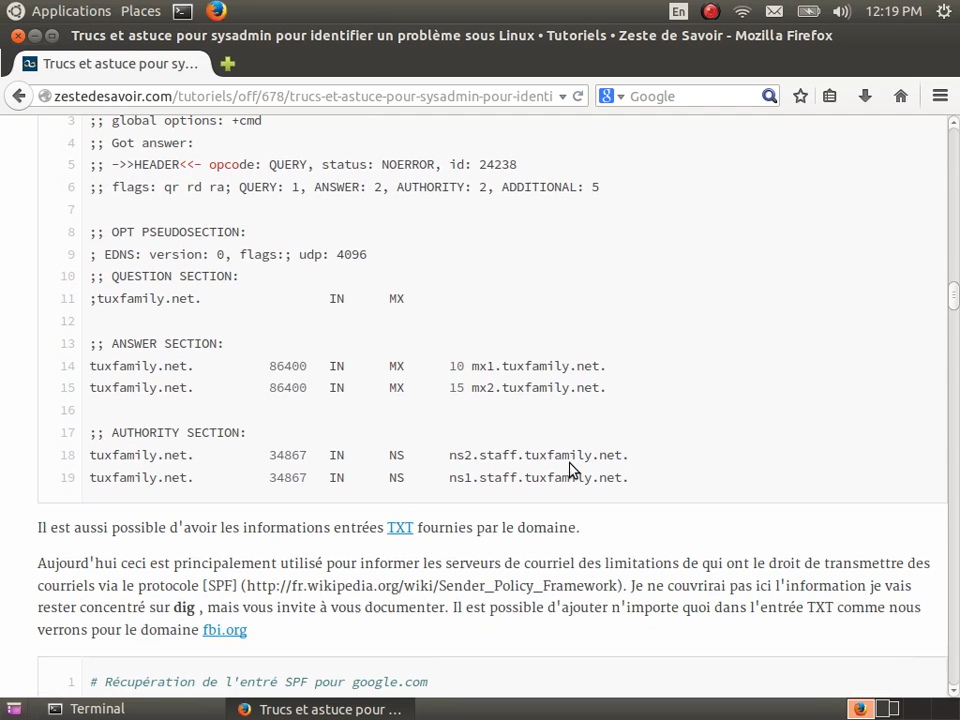 Applications Places En 12:19 PM
Trucs et astuce pour sysadmin pour identifier un problème sous Linux • Tutoriels • Zeste de Savoir - Mozilla Firefox
Trucs et astuce pour sy...
zestedesavoir.com/tutoriels/off/678/trucs-et-astuce-pour-sysadmin-pour-identi Google
3 ;; global options: +cmd
4 ;; Got answer:
5 ;; ->>HEADER<<- opcode: QUERY, status: NOERROR, id: 24238
6 ;; flags: qr rd ra; QUERY: 1, ANSWER: 2, AUTHORITY: 2, ADDITIONAL: 5
7
8 ;; OPT PSEUDOSECTION:
9 ; EDNS: version: 0, flags:; udp: 4096
10 ;; QUESTION SECTION:
11 ;tuxfamily.net. IN MX
12
13 ;; ANSWER SECTION:
14 tuxfamily.net. 86400 IN MX 10 mx1.tuxfamily.net.
15 tuxfamily.net. 86400 IN MX 15 mx2.tuxfamily.net.
16
17 ;; AUTHORITY SECTION:
18 tuxfamily.net. 34867 IN NS ns2.staff.tuxfamily.net.
19 tuxfamily.net. 34867 IN NS ns1.staff.tuxfamily.net.
Il est aussi possible d'avoir les informations entrées TXT fournies par le domaine.
Aujourd'hui ceci est principalement utilisé pour informer les serveurs de courriel des limitations de qui ont le droit de transmettre des
courriels via le protocole [SPF] (http://fr.wikipedia.org/wiki/Sender_Policy_Framework). Je ne couvrirai pas ici l'information je vais
rester concentré sur dig , mais vous invite à vous documenter. Il est possible d'ajouter n'importe quoi dans l'entrée TXT comme nous
verrons pour le domaine fbi.org
1 # Récupération de l'entré SPF pour google.com
Terminal Trucs et astuce pour ...